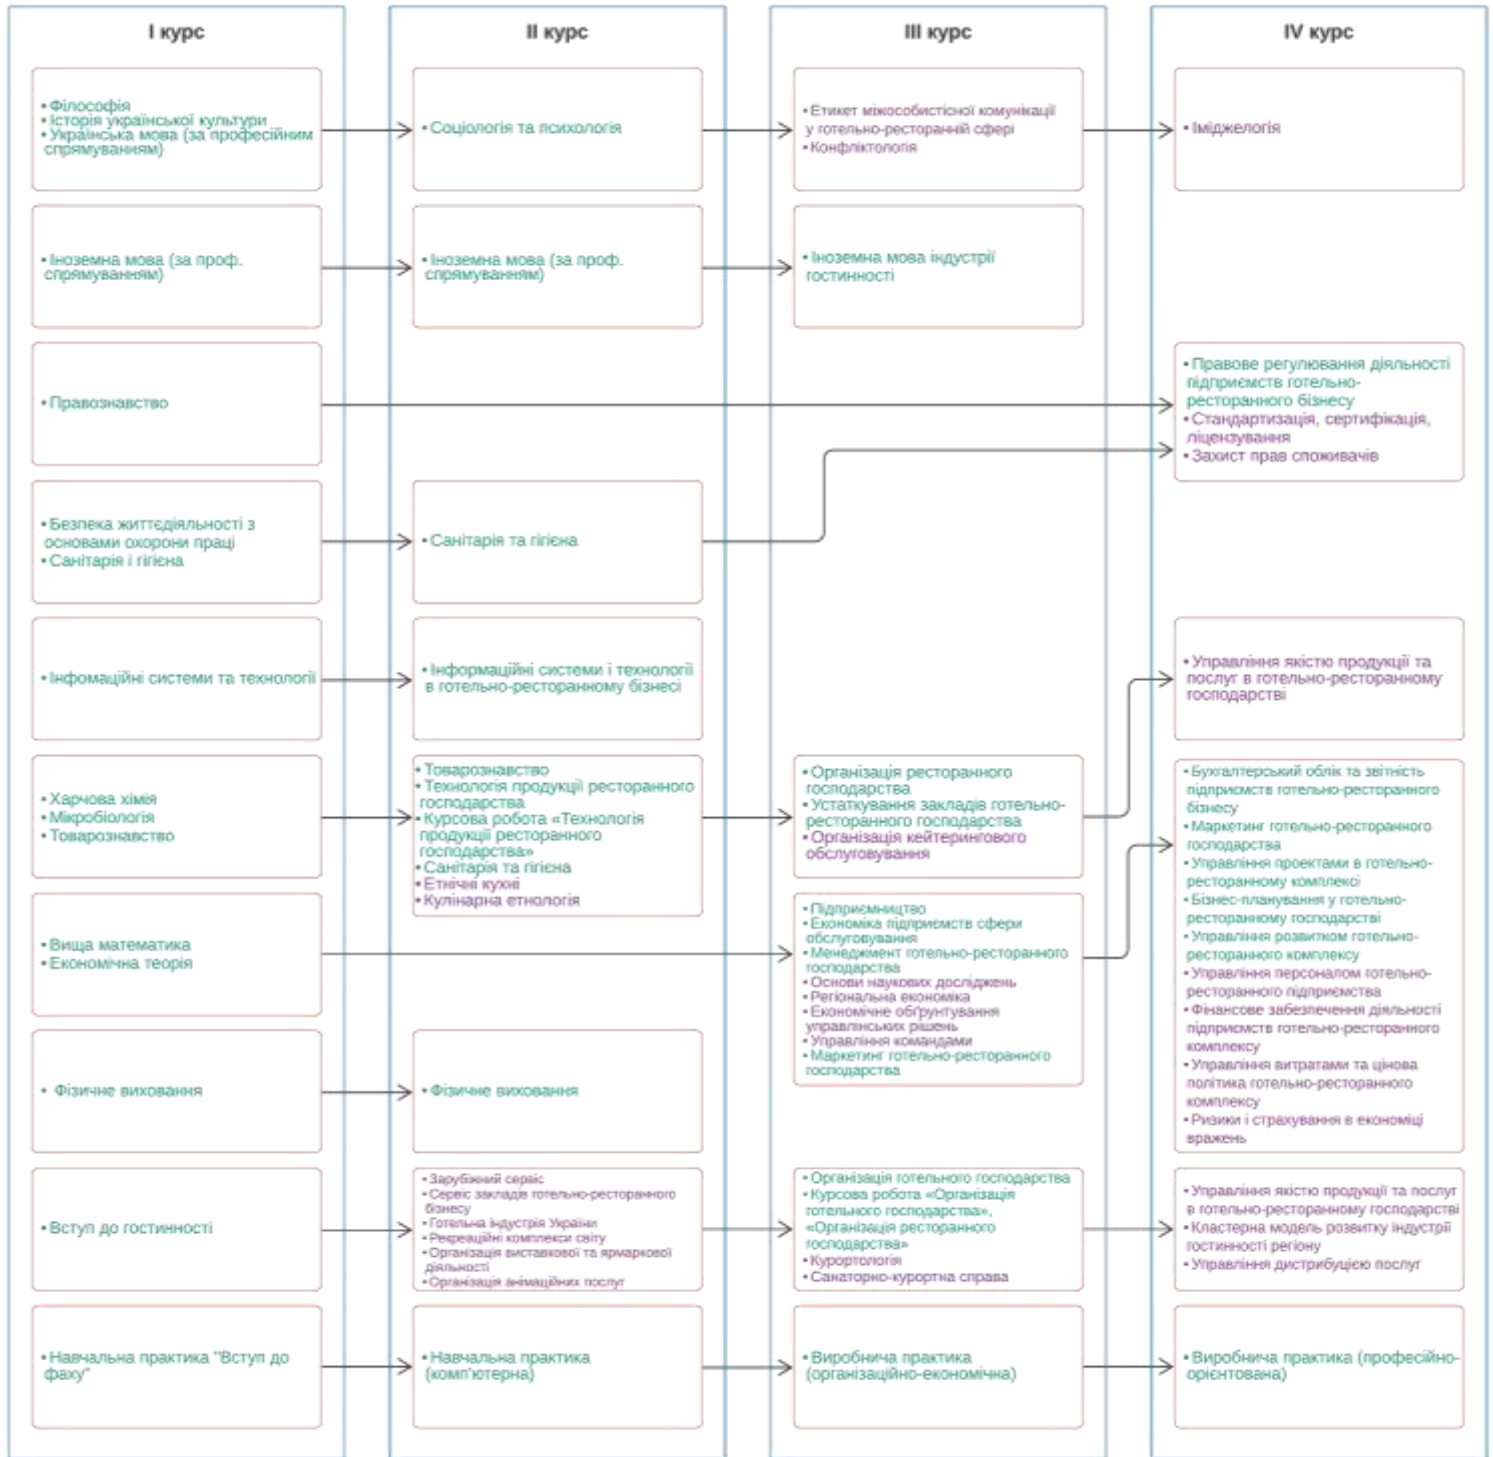 І курс
• Філософія
• Історія української культури
• Українська мова (за професійним
спрямуванням)
• Іноземна мова (за проф.
спрямуванням)
• Правознавство
• Безпека життєдіяльності з
основами охорони праці
• Санітарія і гігієна
• Інфомаційні системи та технології
• Харчова хімія
• Мікробіологія
• Товарознавство
• Вища математика
• Економічна теорія
• Фізичне виховання
• Вступ до гостинності
• Навчальна практика "Вступ до
фаху"
ІІ курс
• Соціологія та психологія
• Іноземна мова (за проф.
спрямуванням)
• Санітарія та гігієна
• Інформаційні системи і технології
в готельно-ресторанному бізнесі
• Товарознавство
• Технологія продукції ресторанного
господарства
• Курсова робота «Технологія
продукції ресторанного
господарства»
• Санітарія та гігієна
• Етнічні кухні
• Кулінарна етнологія
• Фізичне виховання
• Зарубіжний сервіс
• Сервіс закладів готельно-ресторанного
бізнесу
• Готельна індустрія України
• Рекреаційні комплекси світу
• Організація виставкової та ярмаркової
діяльності
• Організація анімаційних послуг
• Навчальна практика
(комп'ютерна)
ІІІ курс
• Етикет міжособистісної комунікації
у готельно-ресторанній сфері
• Конфліктологія
• Іноземна мова індустрії
гостинності
• Організація ресторанного
господарства
• Устаткування закладів готельно-
ресторанного господарства
• Організація кейтерингового
обслуговування
• Підприємництво
• Економіка підприємств сфери
обслуговування
• Менеджмент готельно-ресторанного
господарства
• Основи наукових досліджень
• Регіональна економіка
• Економічне обґрунтування
управлінських рішень
• Управління командами
• Маркетинг готельно-ресторанного
господарства
• Організація готельного господарства
• Курсова робота «Організація
готельного господарства»,
«Організація ресторанного
господарства»
• Курортологія
• Санаторно-курортна справа
• Виробнича практика
(організаційно-економічна)
IV курс
• Іміджелогія
• Правове регулювання діяльності
підприємств готельно-
ресторанного бізнесу
• Стандартизація, сертифікація,
ліцензування
• Захист прав споживачів
• Управління якістю продукції та
послуг в готельно-ресторанному
господарстві
• Бухгалтерський облік та звітність
підприємств готельно-ресторанного
бізнесу
• Маркетинг готельно-ресторанного
господарства
• Управління проектами в готельно-
ресторанному комплексі
• Бізнес-планування у готельно-
ресторанному господарстві
• Управління розвитком готельно-
ресторанного комплексу
• Управління персоналом готельно-
ресторанного підприємства
• Фінансове забезпечення діяльності
підприємств готельно-ресторанного
комплексу
• Управління витратами та цінова
політика готельно-ресторанного
комплексу
• Ризики і страхування в економіці
вражень
• Управління якістю продукції та послуг
в готельно-ресторанному господарстві
• Кластерна модель розвитку індустрії
гостинності регіону
• Управління дистрибуцією послуг
• Виробнича практика (професійно-
орієнтована)